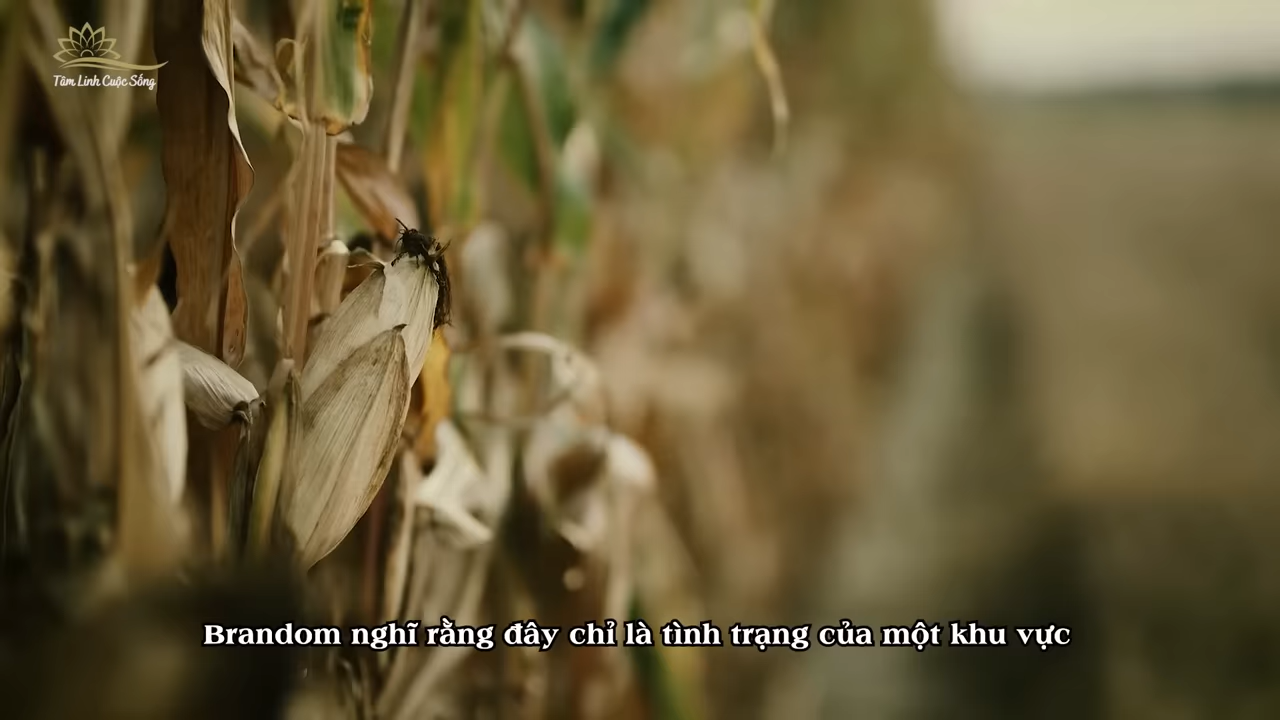 Tâm Linh Cuộc Sống
Brandom nghĩ rằng đây chỉ là tình trạng của một khu vực